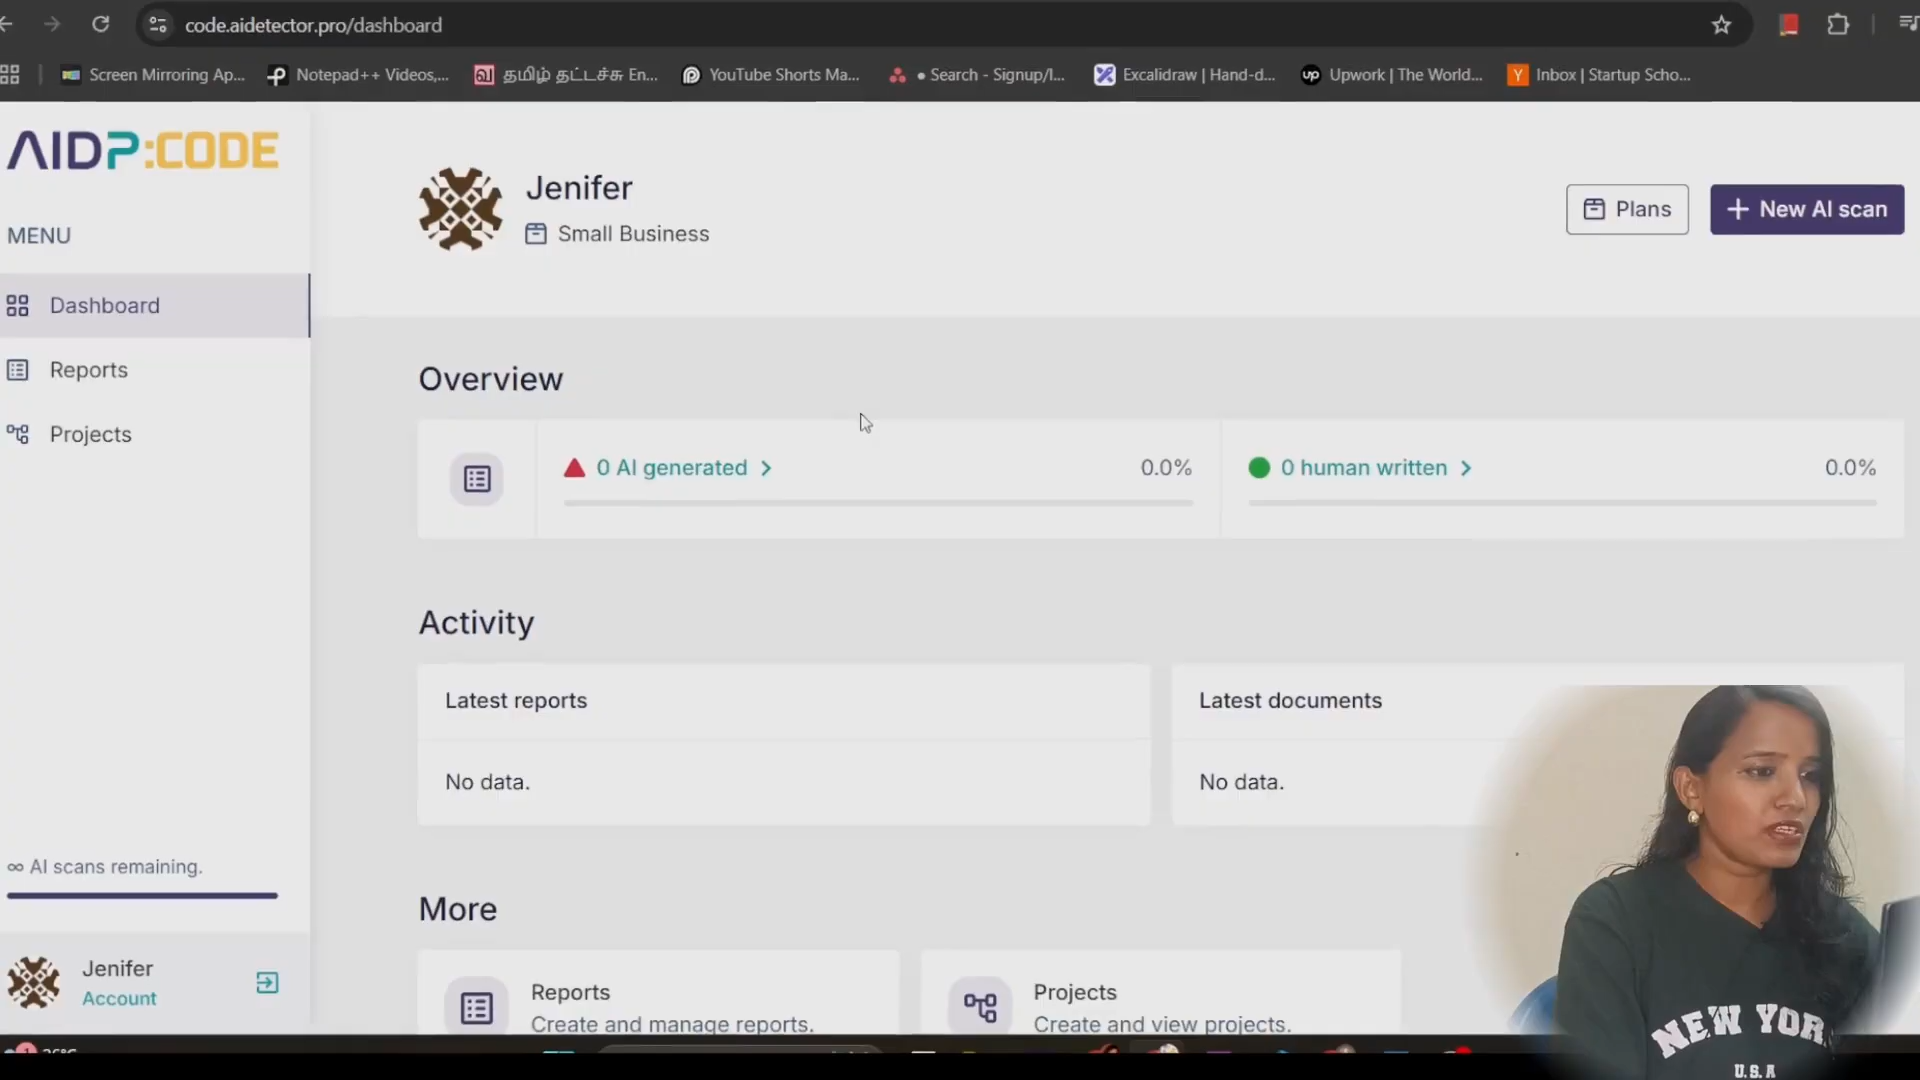 code.aidetector.pro/dashboard
Screen Mirroring Ap...
Notepad++ Videos,...
தமிழ் தட்டச்சு En...
YouTube Shorts Ma...
● Search - Signup/I...
Excalidraw | Hand-d...
up Upwork | The World...
Y Inbox | Startup Scho...
AIDP:CODE
MENU
Dashboard
Reports
Projects
∞ AI scans remaining.
Jenifer
Account
Jenifer
Small Business
Plans
+ New AI scan
Overview
0 AI generated >
0.0%
0 human written >
0.0%
Activity
Latest reports
No data.
Latest documents
No data.
More
Reports
Create and manage reports.
Projects
Create and view projects.
NEW YOR
U.S.A